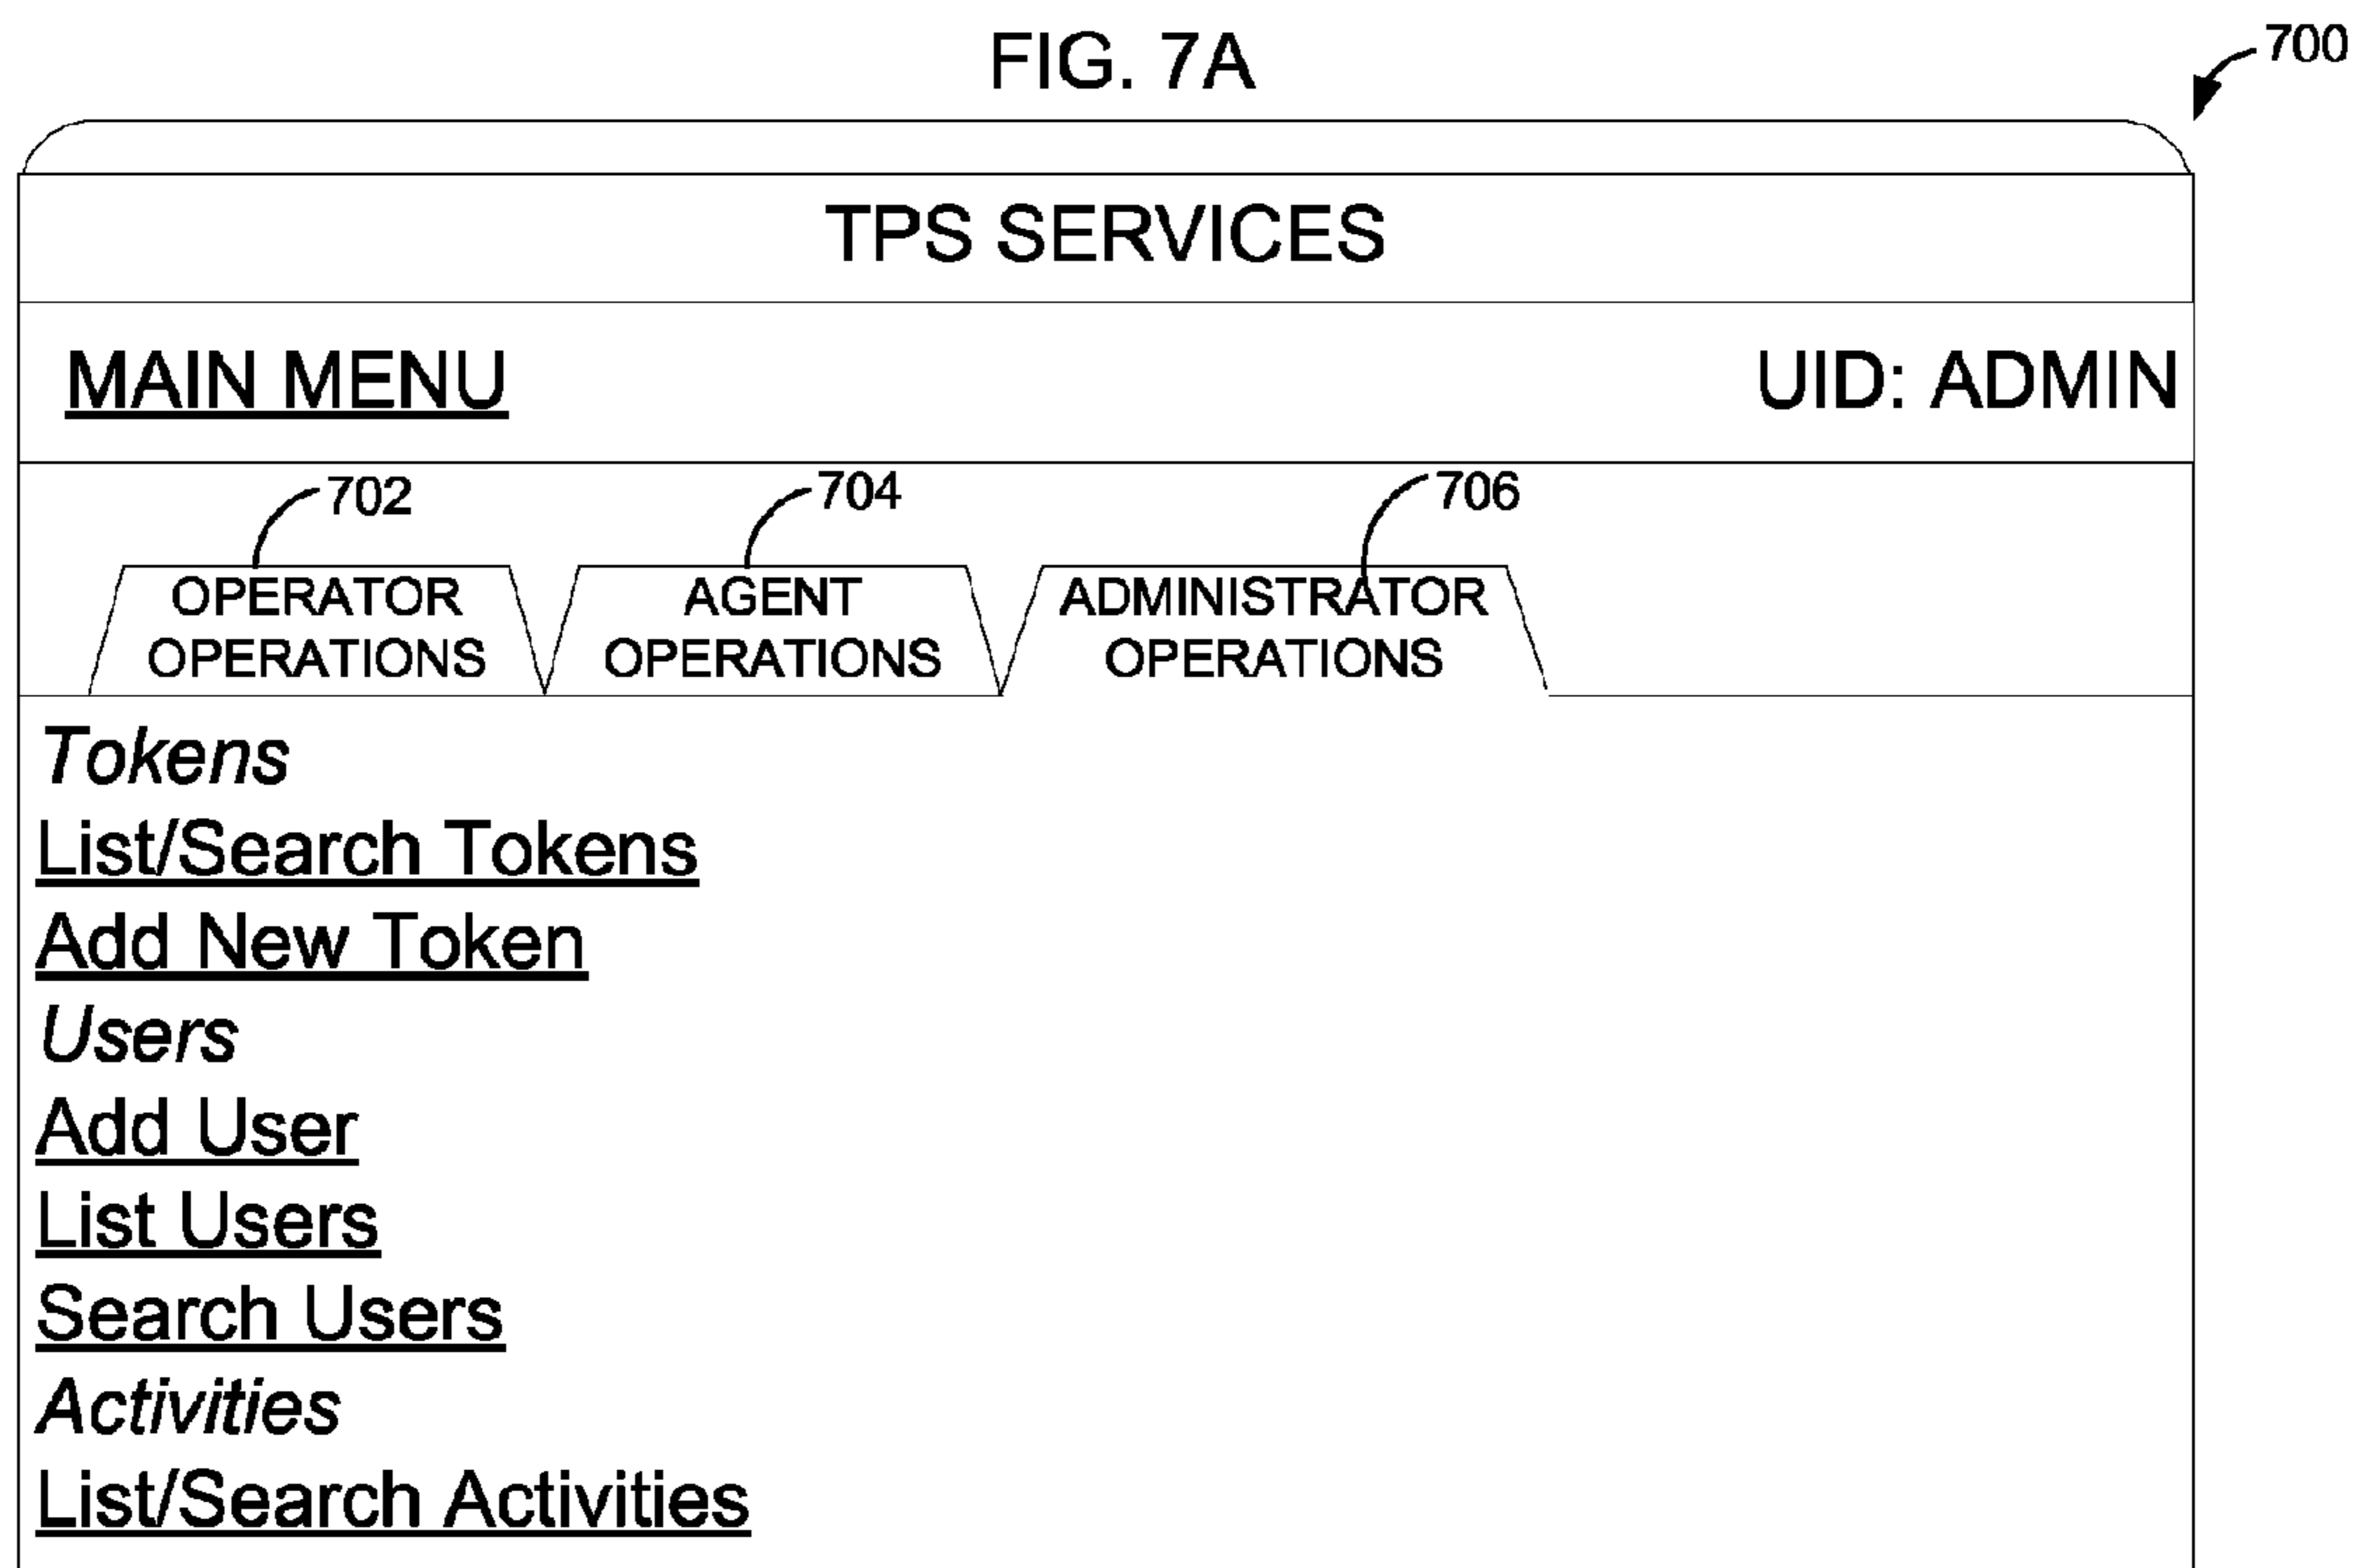 FIG. 7A
700
TPS SERVICES
MAIN MENU
UID: ADMIN
702
704
706
OPERATOR
OPERATIONS
AGENT
OPERATIONS
ADMINISTRATOR
OPERATIONS
Tokens
List/Search Tokens
Add New Token
Users
Add User
List Users
Search Users
Activities
List/Search Activities